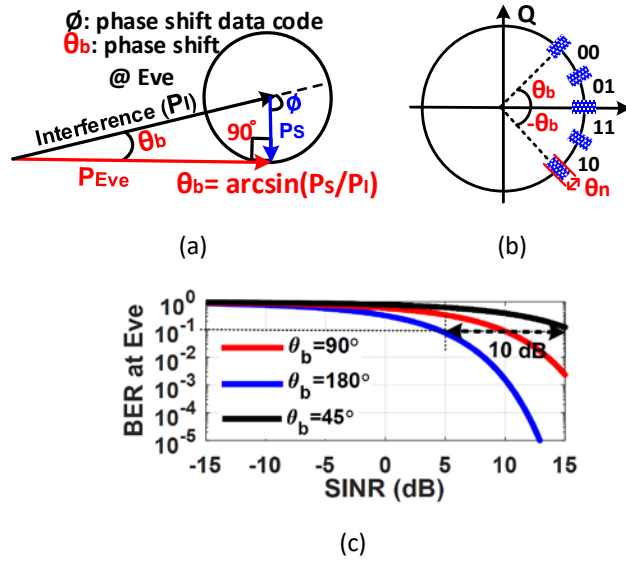 Ø: phase shift data code
θb: phase shift
@ Eve
Interference (PI)
Ø
θb
90°
PS
PEve
θb= arcsin(PS/PI)
(a)
Q
00
01
11
10
θb
-θb
I
θn
(b)
BER at Eve
10^0
10^-1
10^-2
10^-3
10^-4
10^-5
θb=90°
θb=180°
θb=45°
10 dB
-15 -10 -5 0 5 10 15
SINR (dB)
(c)